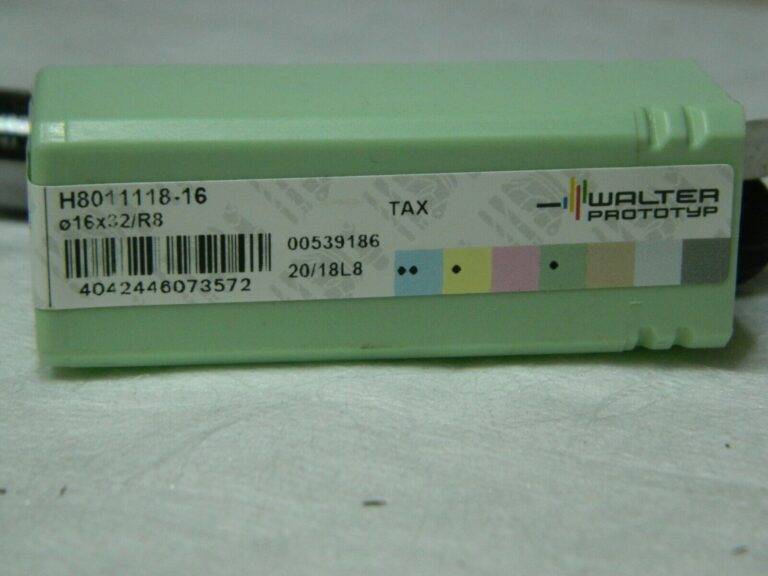 H8011118-16
ø16x32/R8
4042446073572
TAX
00539186
20/18L8
WALTER
PROTOTYP